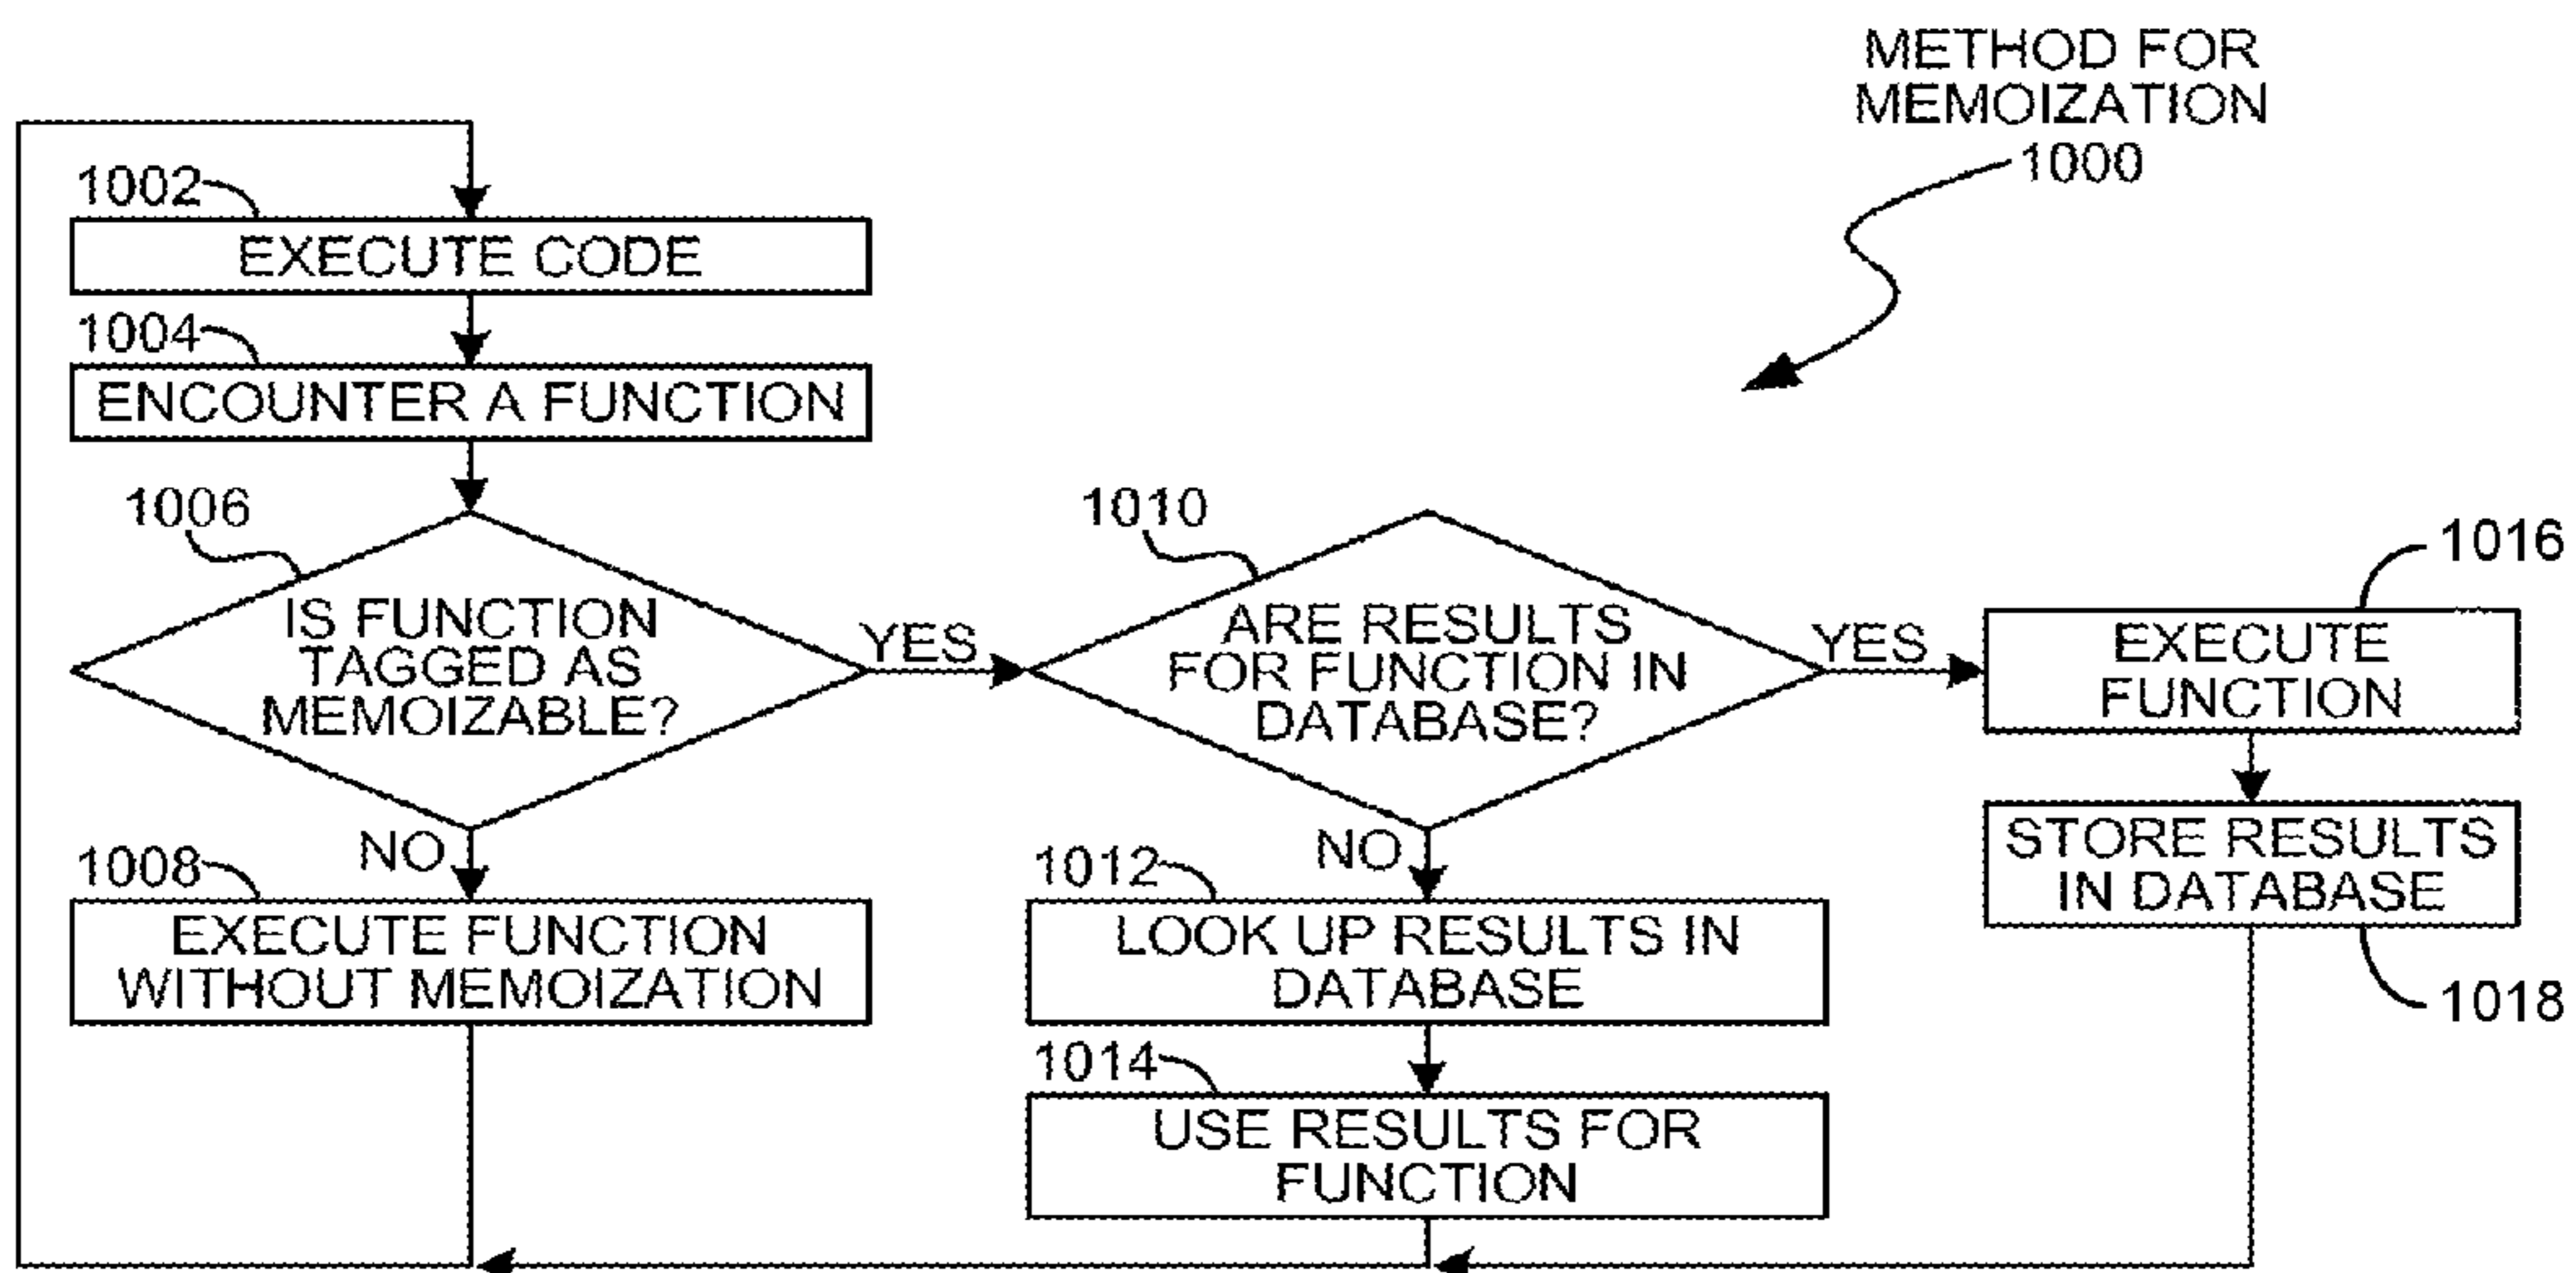 METHOD FOR
MEMOIZATION
1000
1002
EXECUTE CODE
1004
ENCOUNTER A FUNCTION
1006
IS FUNCTION
TAGGED AS
MEMOIZABLE?
YES
NO
1008
EXECUTE FUNCTION
WITHOUT MEMOIZATION
1010
ARE RESULTS
FOR FUNCTION IN
DATABASE?
YES
NO
1012
LOOK UP RESULTS IN
DATABASE
1014
USE RESULTS FOR
FUNCTION
1016
EXECUTE
FUNCTION
STORE RESULTS
IN DATABASE
1018